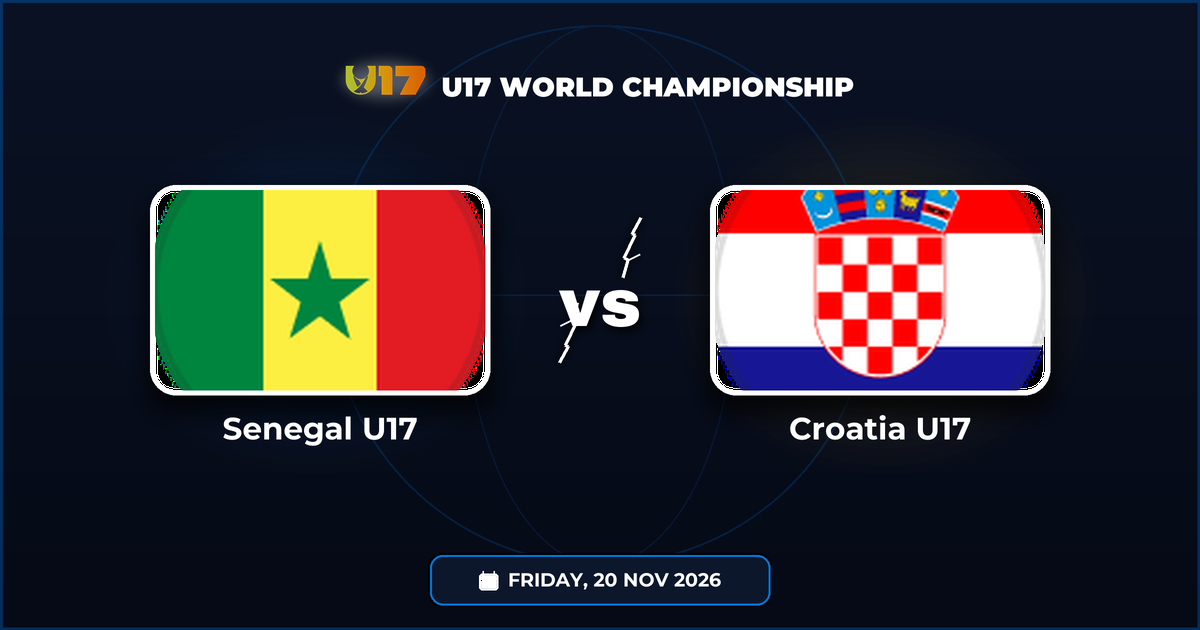 U17 U17 WORLD CHAMPIONSHIP
VS
Senegal U17
Croatia U17
FRIDAY, 20 NOV 2026